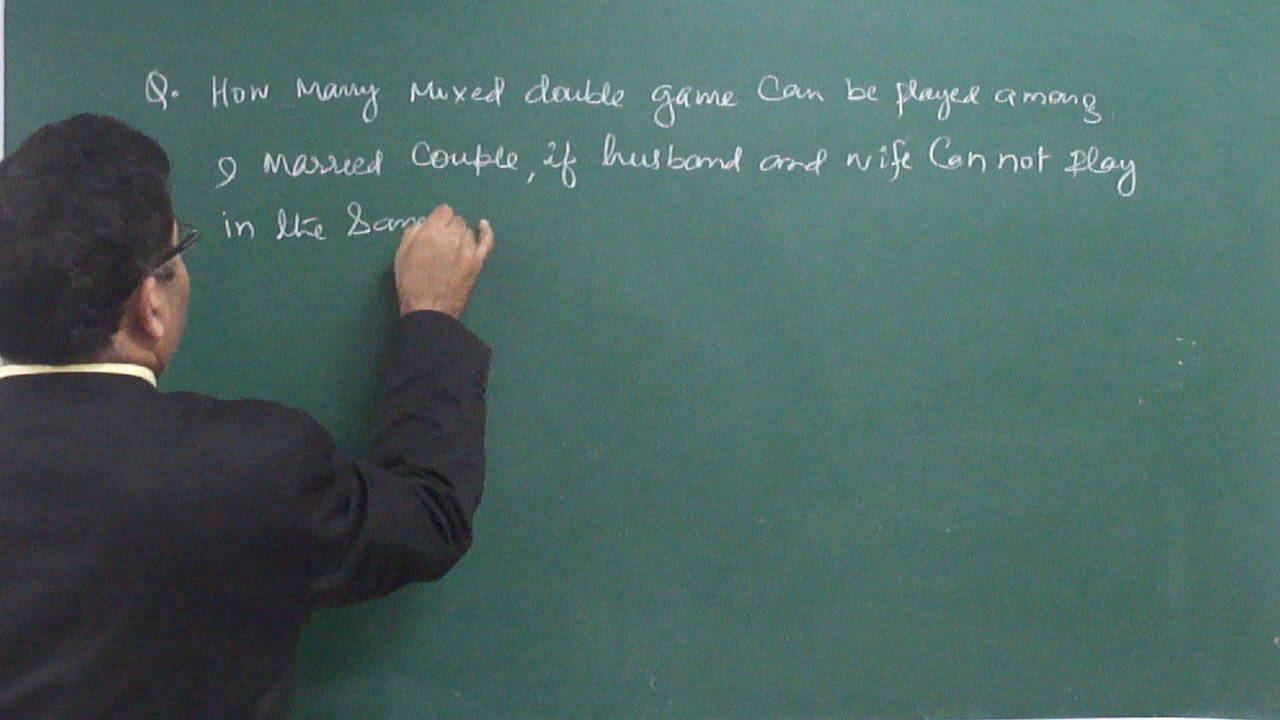 Q. How Many Mixed double game Can be played among
9 Married Couple, if husband and wife Can not Play
in the Sam